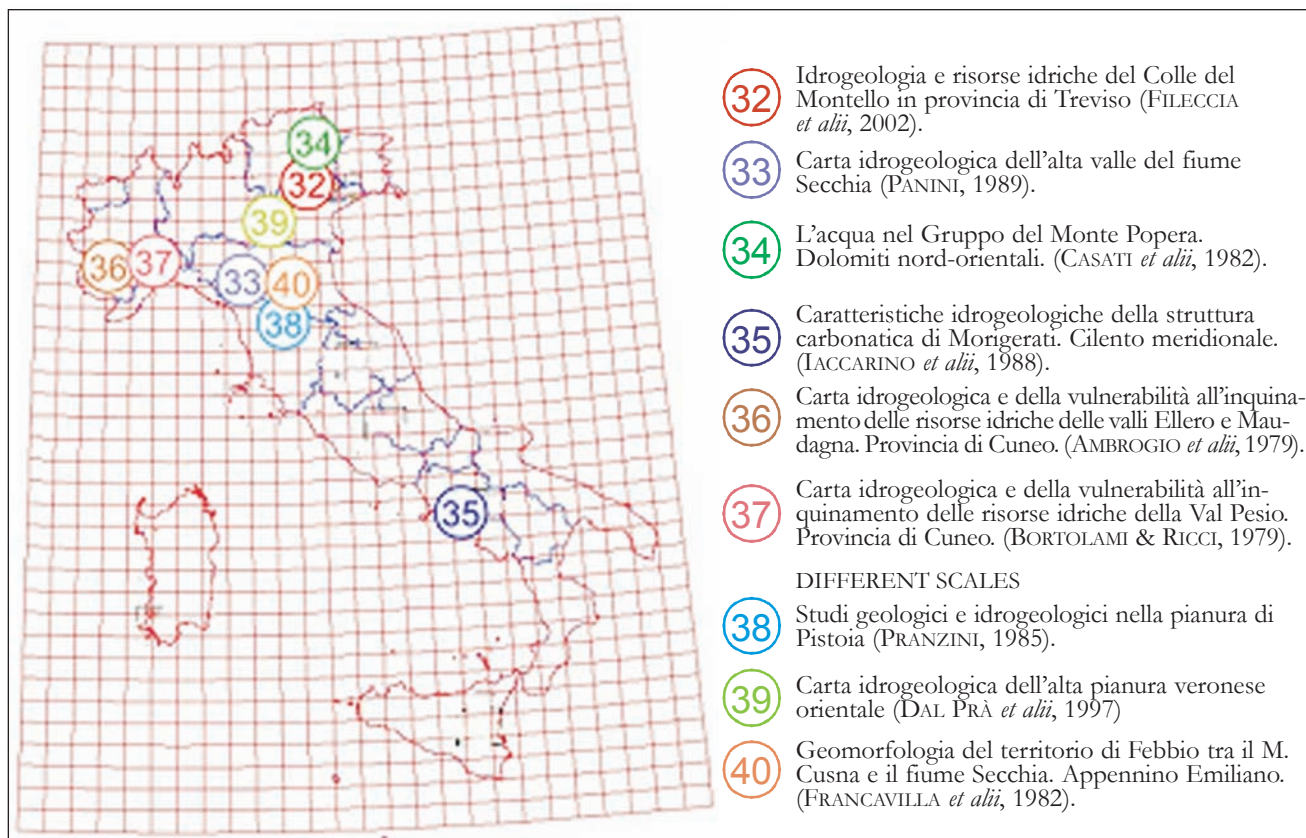 34
32
39
36
37
33
40
38
35
32
Idrogeologia e risorse idriche del Colle del
Montello in provincia di Treviso (FILECCIA
et alii, 2002).
33
Carta idrogeologica dell'alta valle del fiume
Secchia (PANINI, 1989).
34
L'acqua nel Gruppo del Monte Popera.
Dolomiti nord-orientali. (CASATI et alii, 1982).
35
Caratteristiche idrogeologiche della struttura
carbonatica di Morigerati. Cilento meridionale.
(IACCARINO et alii, 1988).
36
Carta idrogeologica e della vulnerabilità all'inquina-
mento delle risorse idriche delle valli Ellero e Mau-
dagna. Provincia di Cuneo. (AMBROGIO et alii, 1979).
37
Carta idrogeologica e della vulnerabilità all'in-
quinamento delle risorse idriche della Val Pesio.
Provincia di Cuneo. (BORTOLAMI & RICCI, 1979).
DIFFERENT SCALES
38
Studi geologici e idrogeologici nella pianura di
Pistoia (PRANZINI, 1985).
39
Carta idrogeologica dell'alta pianura veronese
orientale (DAL PRÀ et alii, 1997)
40
Geomorfologia del territorio di Febbio tra il M.
Cusna e il fiume Secchia. Appennino Emiliano.
(FRANCAVILLA et alii, 1982).